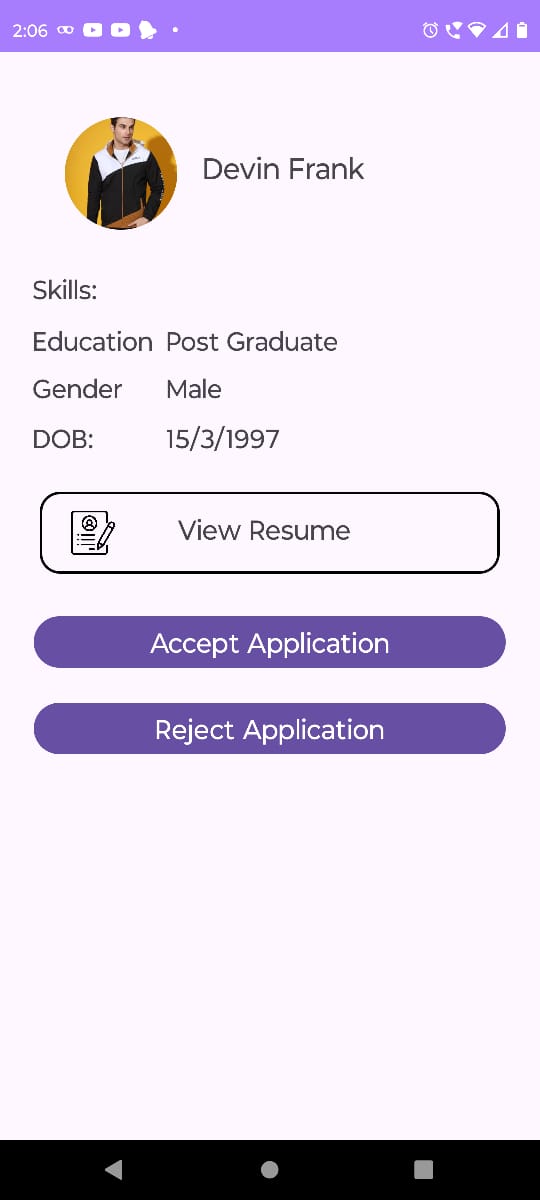 2:06
Devin Frank
Skills:
Education Post Graduate
Gender Male
DOB: 15/3/1997
View Resume
Accept Application
Reject Application